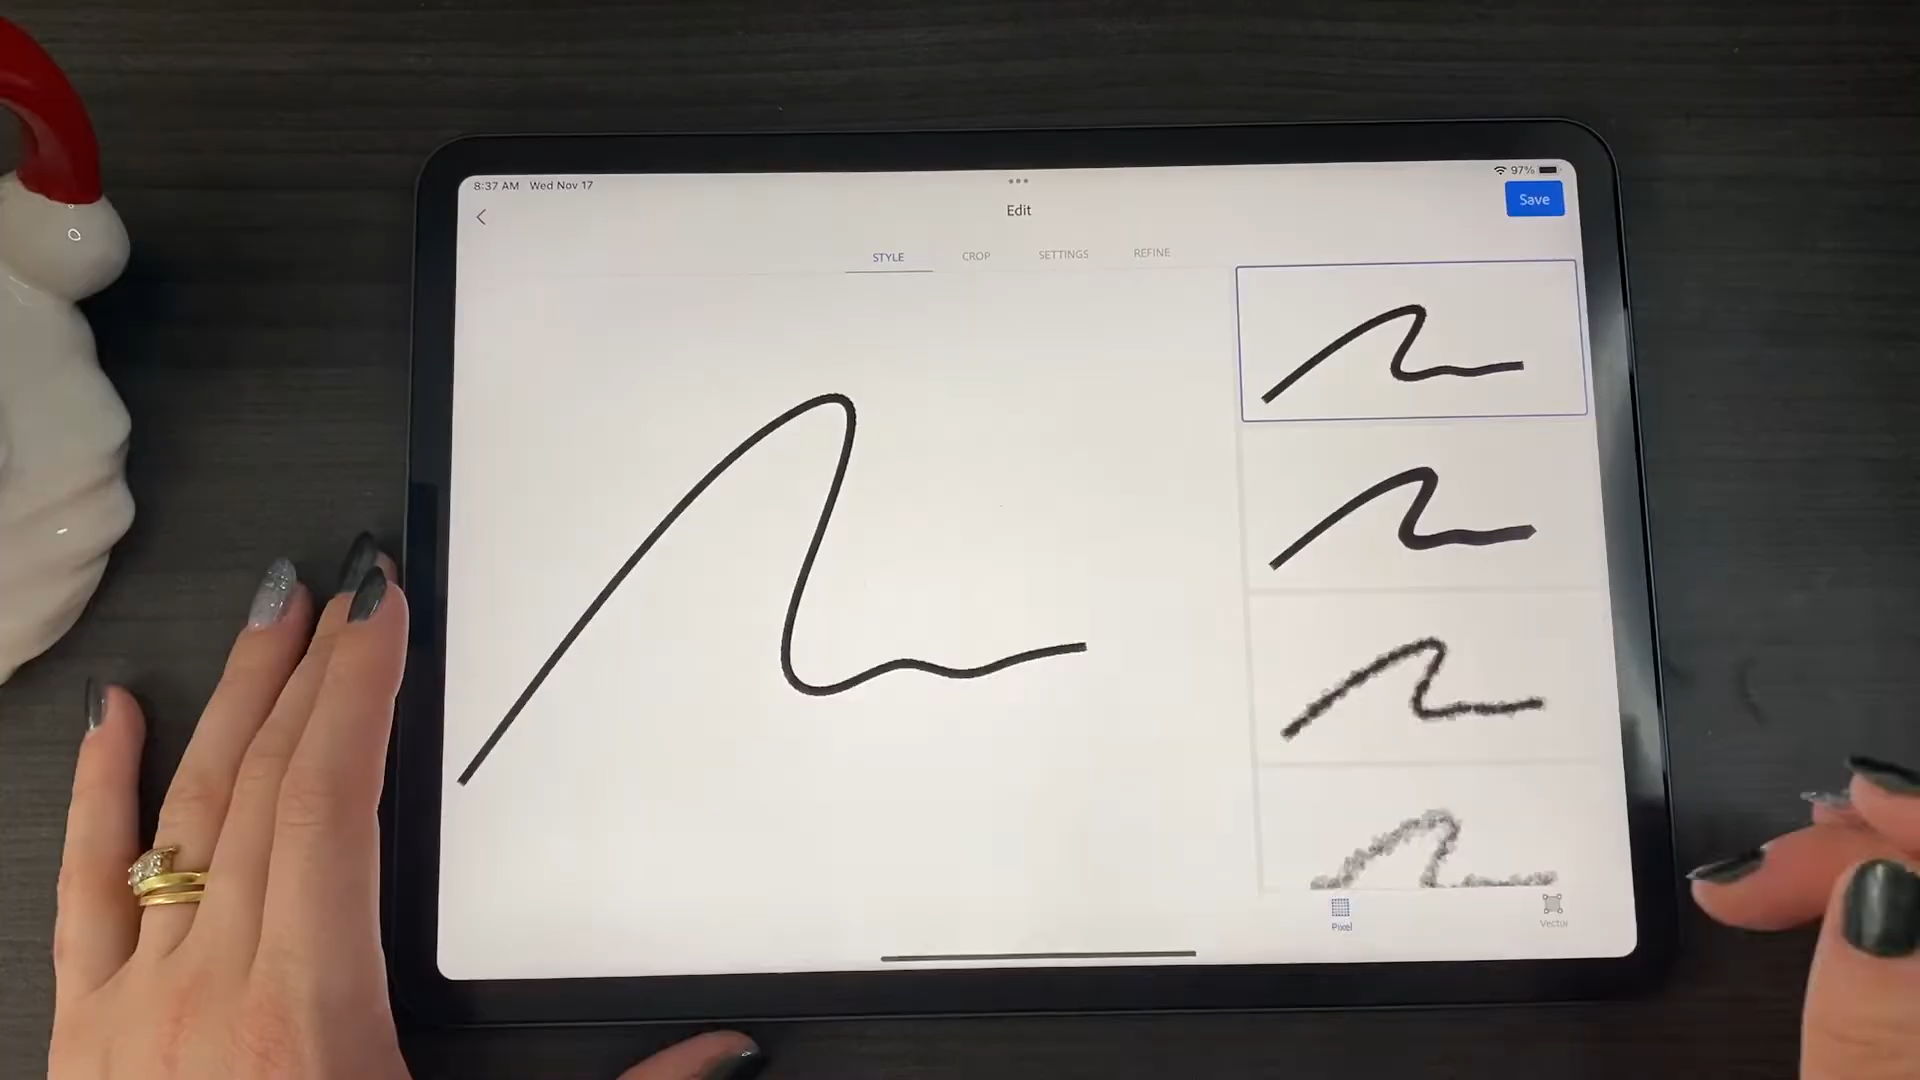 8:37 AM Wed Nov 17
97%
Edit
Save
STYLE CROP SETTINGS REFINE
Pixel
Vector